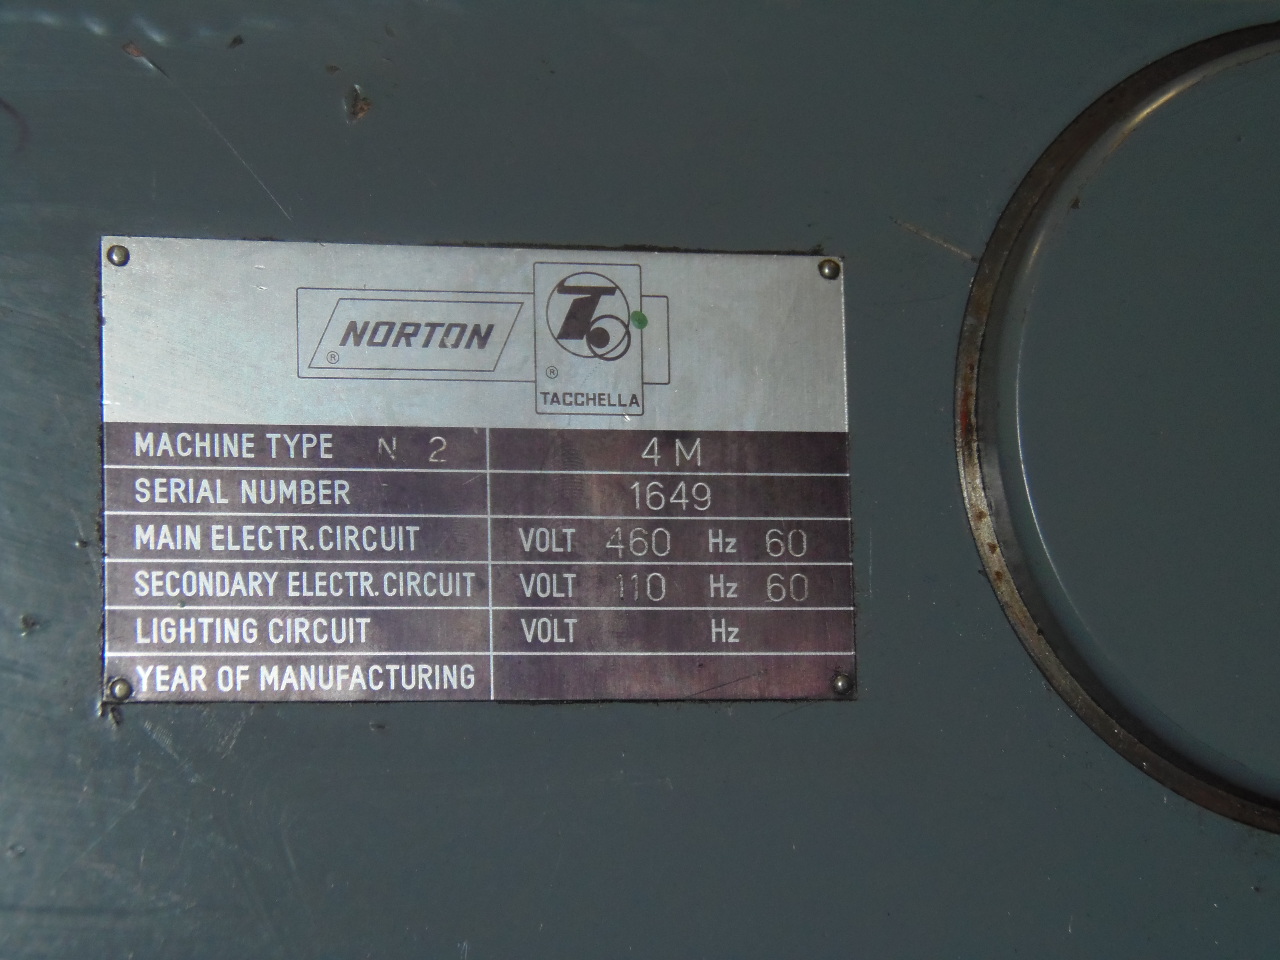 NORTON
®
T
®
TACCHELLA
MACHINE TYPE N 2 4 M
SERIAL NUMBER 1649
MAIN ELECTR. CIRCUIT VOLT 460 Hz 60
SECONDARY ELECTR. CIRCUIT VOLT 110 Hz 60
LIGHTING CIRCUIT VOLT Hz
YEAR OF MANUFACTURING